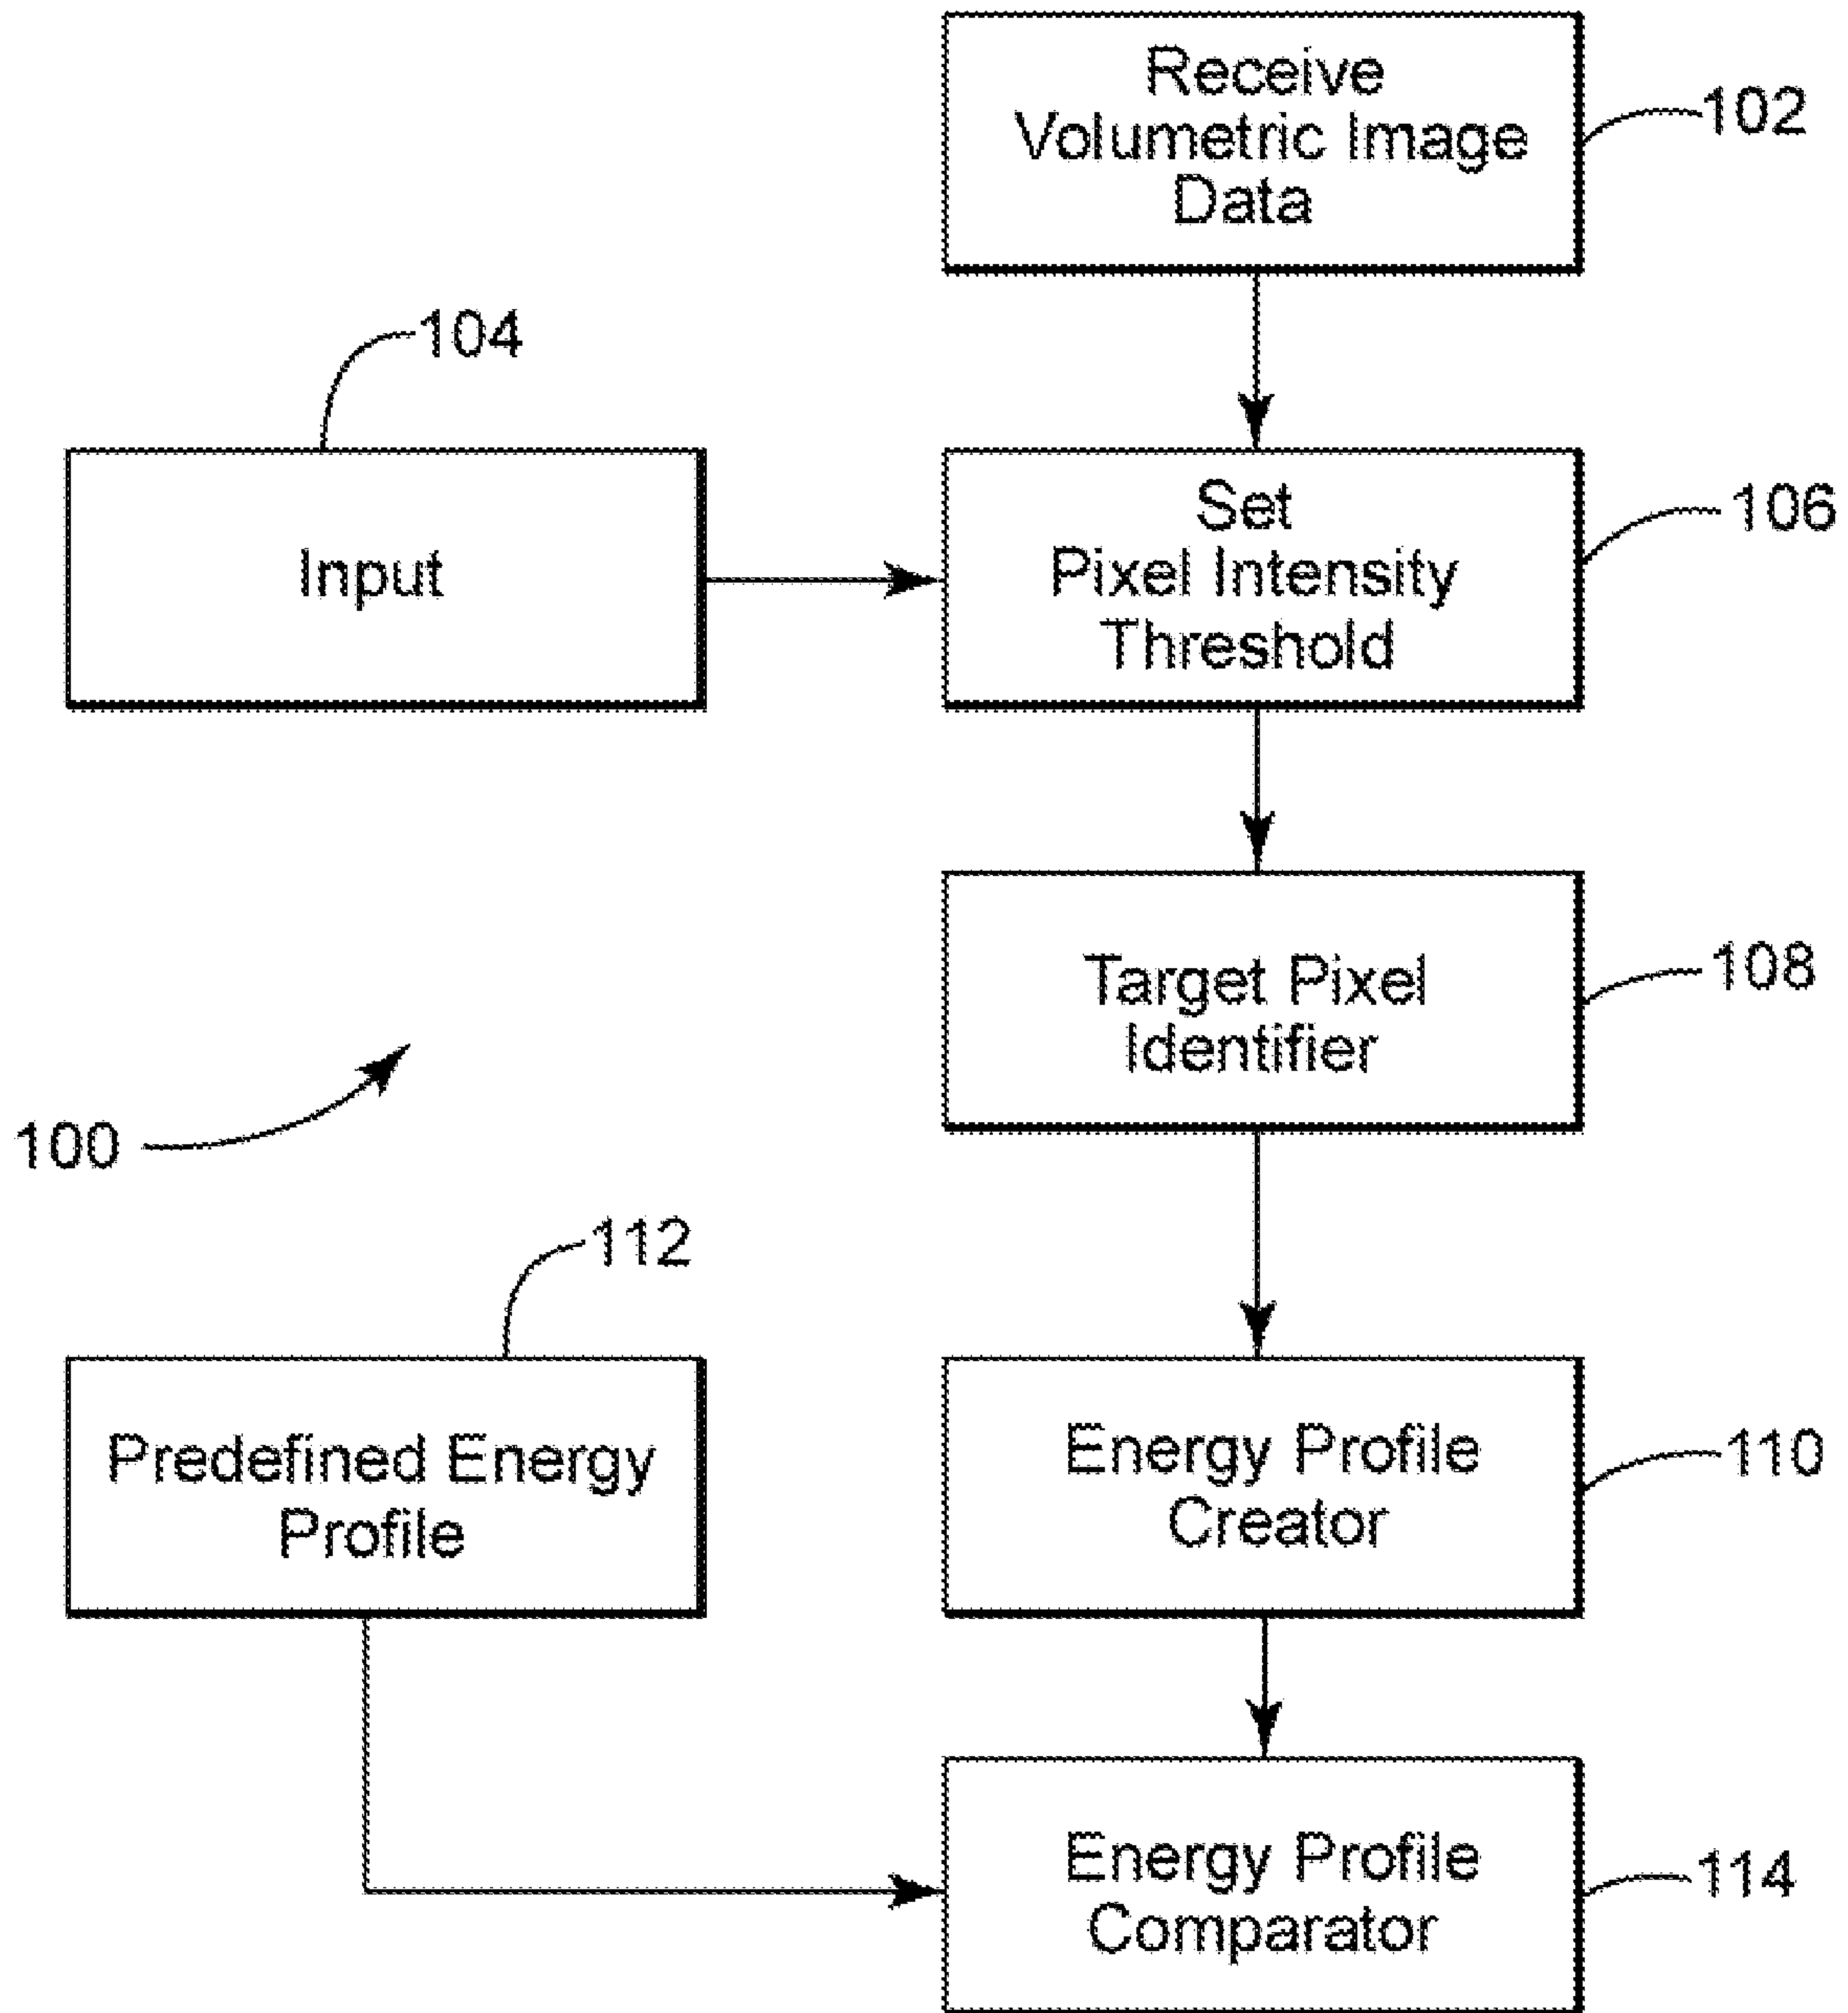 Receive
Volumetric Image
Data
102
104
Input
Set
Pixel Intensity
Threshold
106
Target Pixel
Identifier
108
100
112
Predefined Energy
Profile
Energy Profile
Creator
110
Energy Profile
Comparator
114